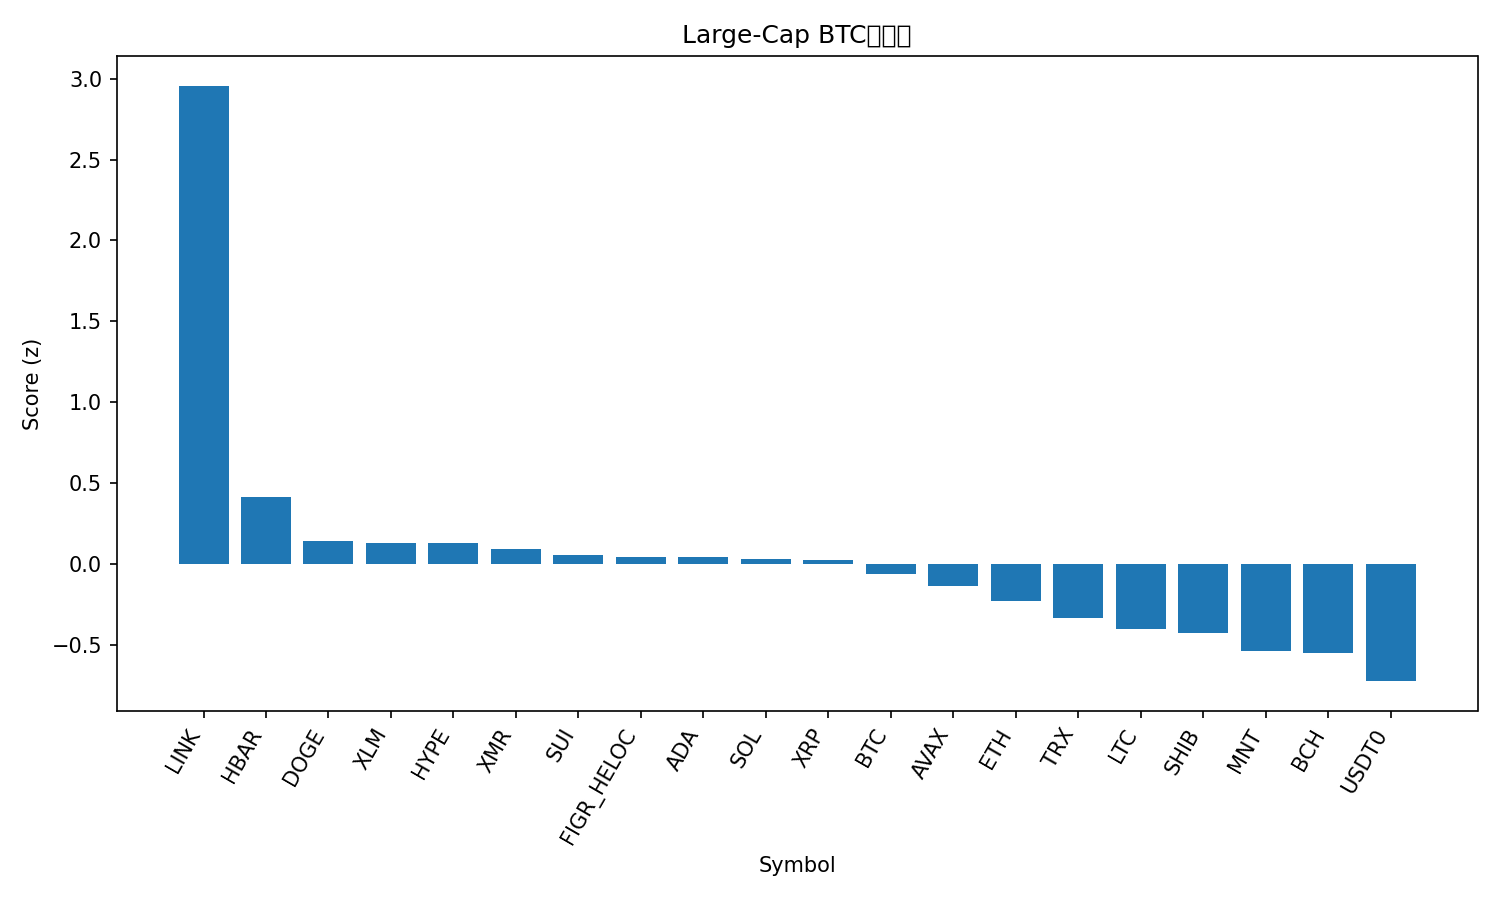 Large-Cap BTC
Score (z)
3.0
2.5
2.0
1.5
1.0
0.5
0.0
−0.5
LINK
HBAR
DOGE
XLM
HYPE
XMR
SUI
FIGR_HELOC
ADA
SOL
XRP
BTC
AVAX
ETH
TRX
LTC
SHIB
MNT
BCH
USDT0
Symbol